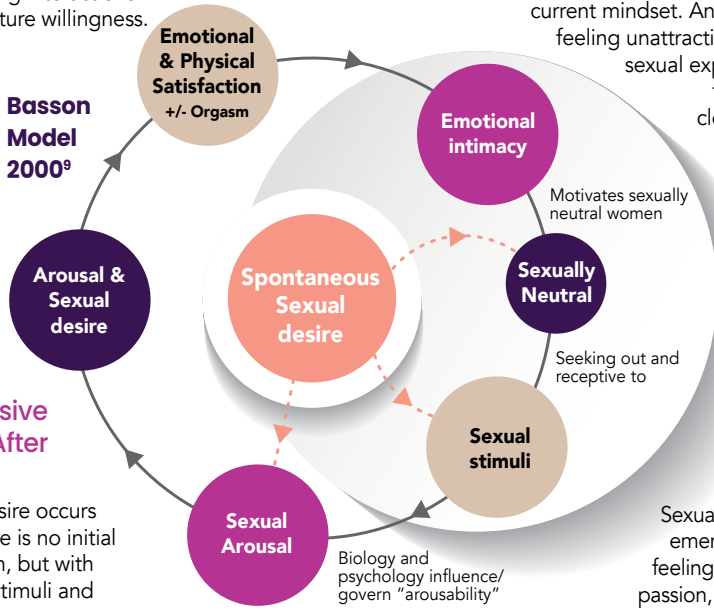 ture willingness.
current mindset. An
feeling unattracti
sexual exp
clo
Basson
Model
2000⁹
Emotional
& Physical
Satisfaction
+/- Orgasm
Emotional
intimacy
Motivates sexually
neutral women
Sexually
Neutral
Seeking out and
receptive to
Sexual
stimuli
Biology and
psychology influence/
govern "arousability"
Sexual
Arousal
Arousal &
Sexual
desire
Spontaneous
Sexual
desire
sive
After
sire occurs
e is no initial
n, but with
stimuli and
Sexua
emer
feeling
passion,